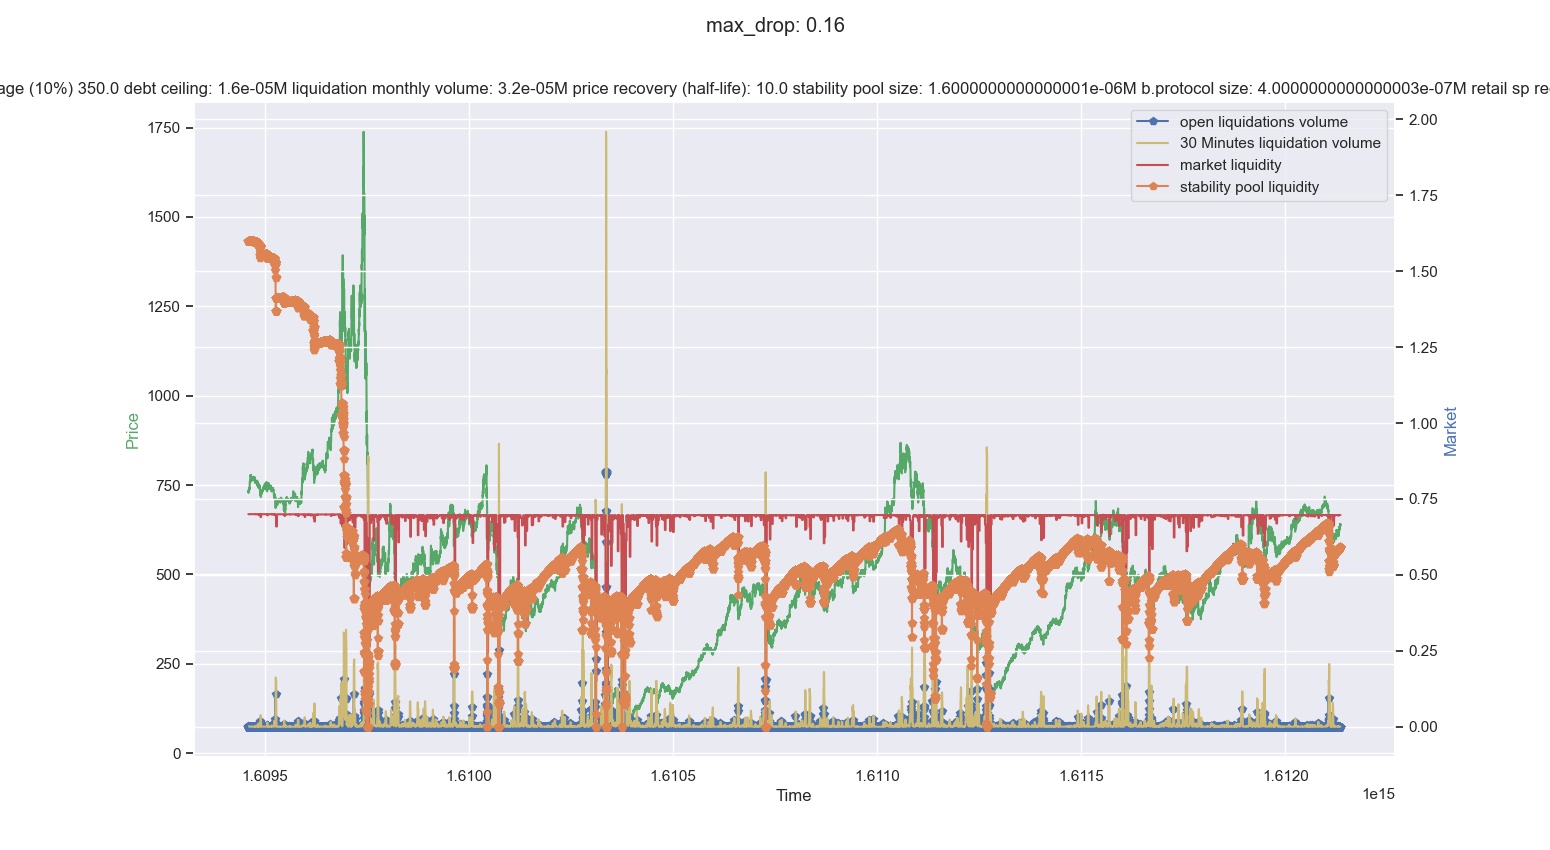 max_drop: 0.16
age (10%) 350.0 debt ceiling: 1.6e-05M liquidation monthly volume: 3.2e-05M price recovery (half-life): 10.0 stability pool size: 1.6000000000000001e-06M b.protocol size: 4.0000000000000003e-07M retail sp re
open liquidations volume
30 Minutes liquidation volume
market liquidity
stability pool liquidity
1750
1500
1250
1000
750
500
250
0
Price
2.00
1.75
1.50
1.25
1.00
0.75
0.50
0.25
0.00
Market
1.6095 1.6100 1.6105 1.6110 1.6115 1.6120
1e15
Time